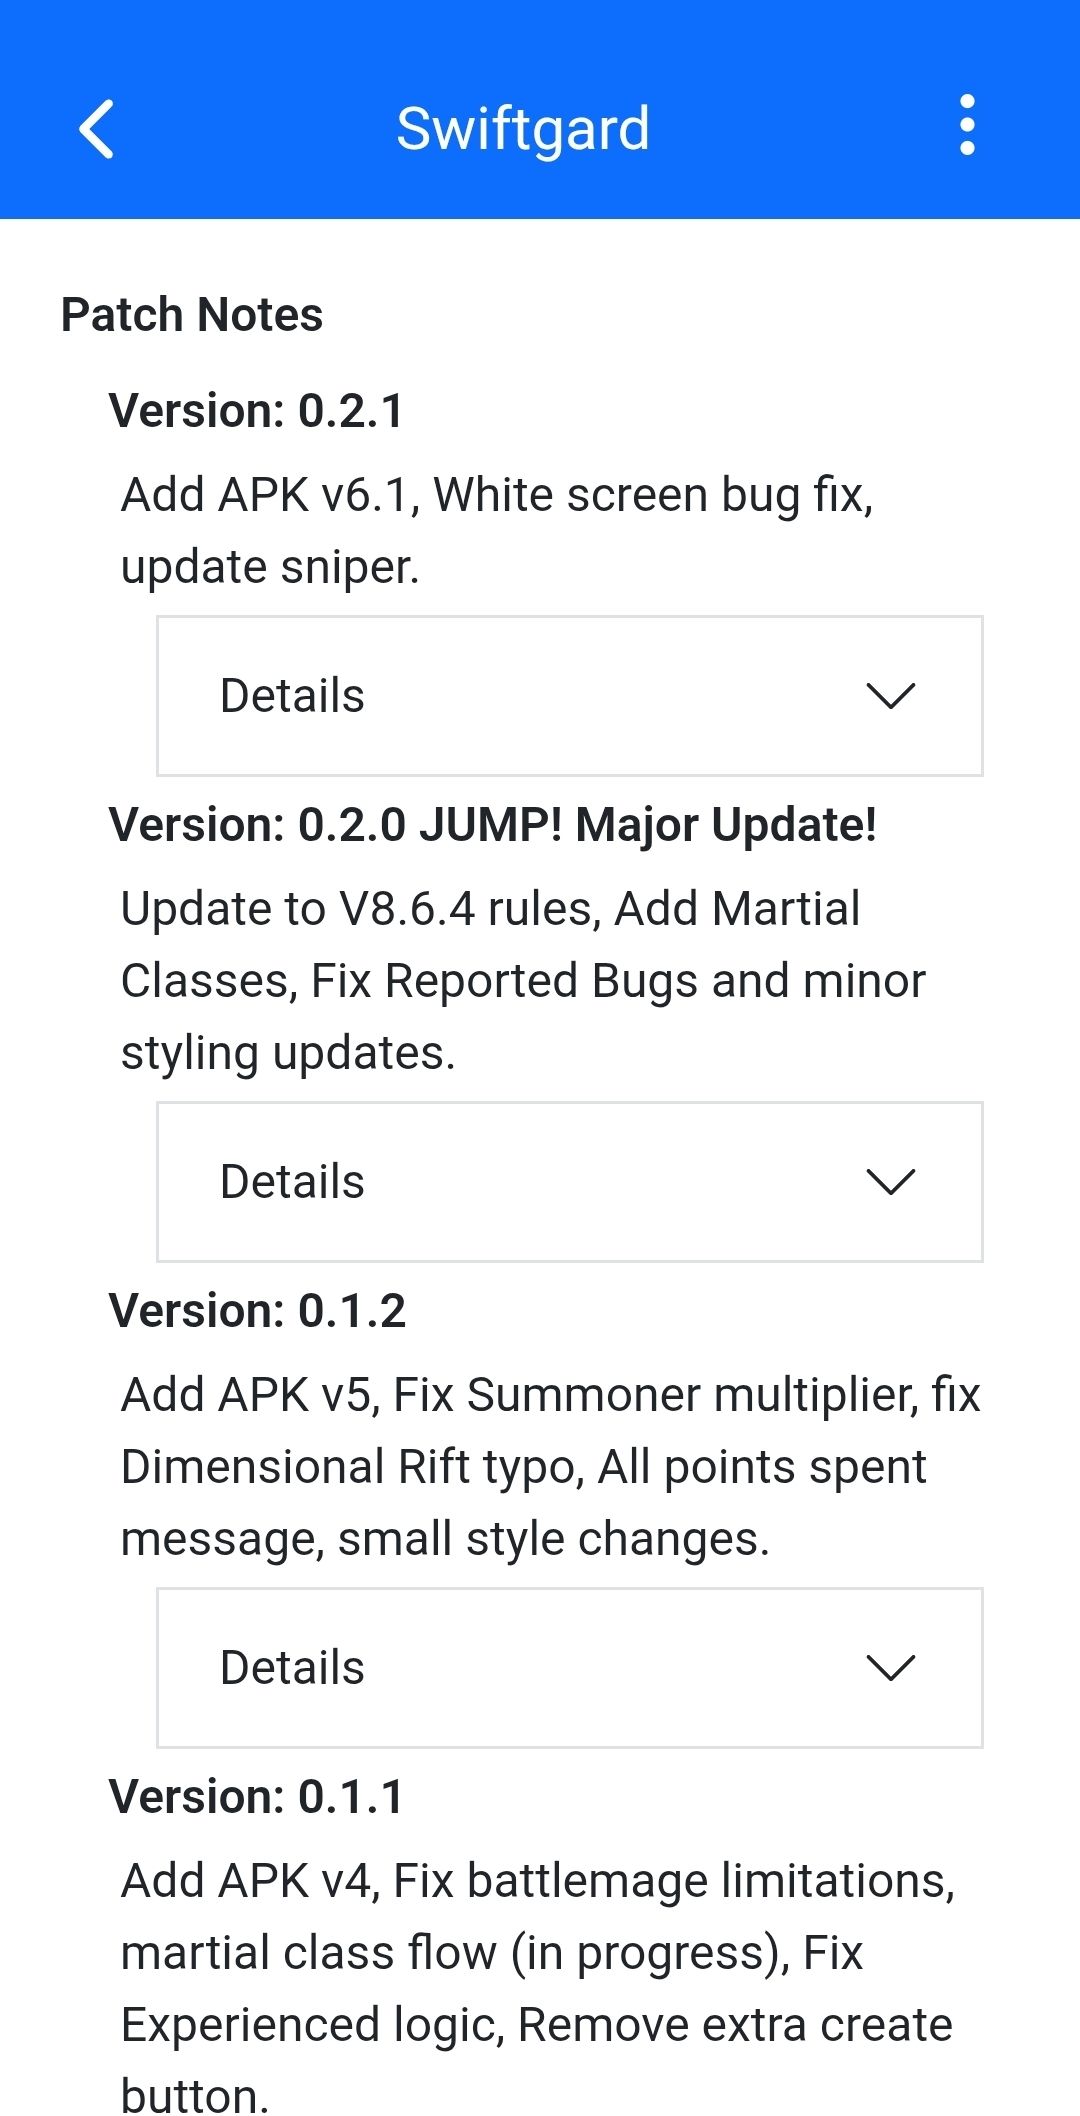 Swiftgard
Patch Notes
Version: 0.2.1
Add APK v6.1, White screen bug fix,
update sniper.
Details
Version: 0.2.0 JUMP! Major Update!
Update to V8.6.4 rules, Add Martial
Classes, Fix Reported Bugs and minor
styling updates.
Details
Version: 0.1.2
Add APK v5, Fix Summoner multiplier, fix
Dimensional Rift typo, All points spent
message, small style changes.
Details
Version: 0.1.1
Add APK v4, Fix battlemage limitations,
martial class flow (in progress), Fix
Experienced logic, Remove extra create
button.